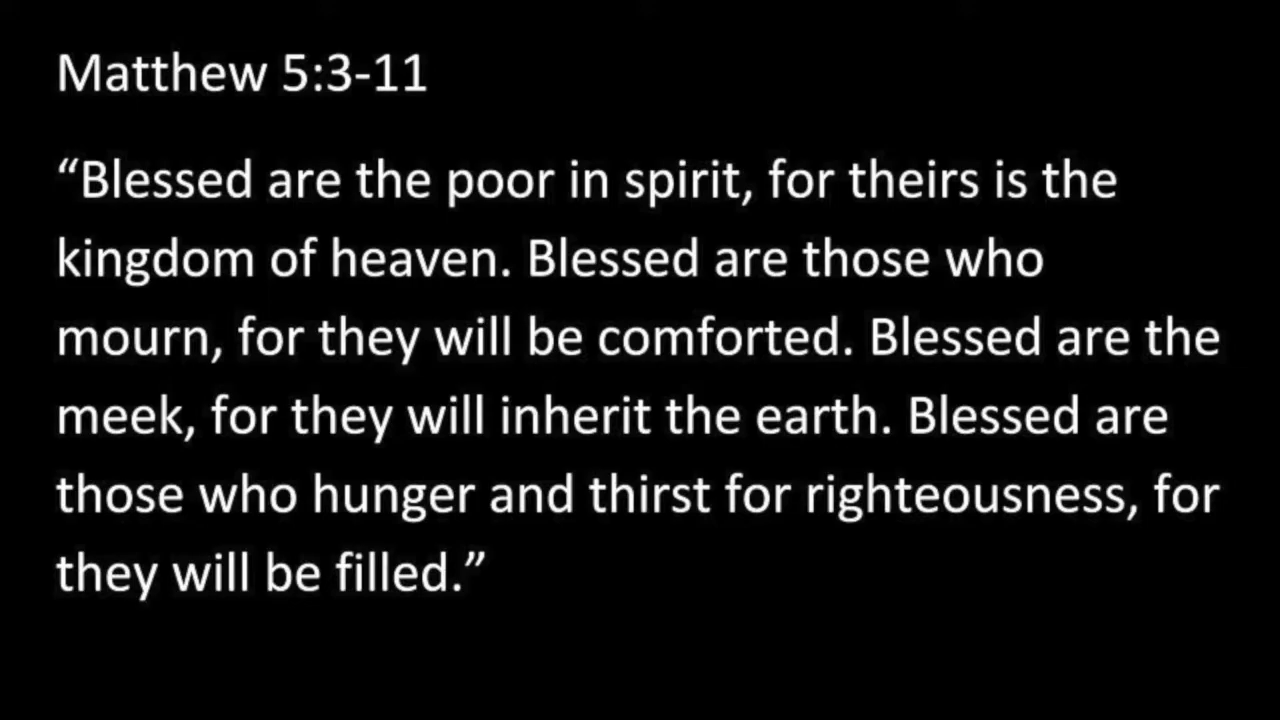 Matthew 5:3-11
“Blessed are the poor in spirit, for theirs is the
kingdom of heaven. Blessed are those who
mourn, for they will be comforted. Blessed are the
meek, for they will inherit the earth. Blessed are
those who hunger and thirst for righteousness, for
they will be filled.”